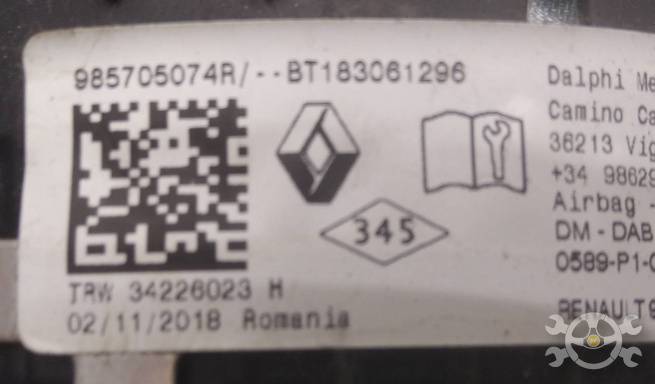 985705074R/--BT183061296
345
TRW 34226023 H
02/11/2018 Romania
Dalphi Me
Camino Ca
36213 Vig
+34 98629
Airbag -
DM-DAB
0589-P1-
RENAULT